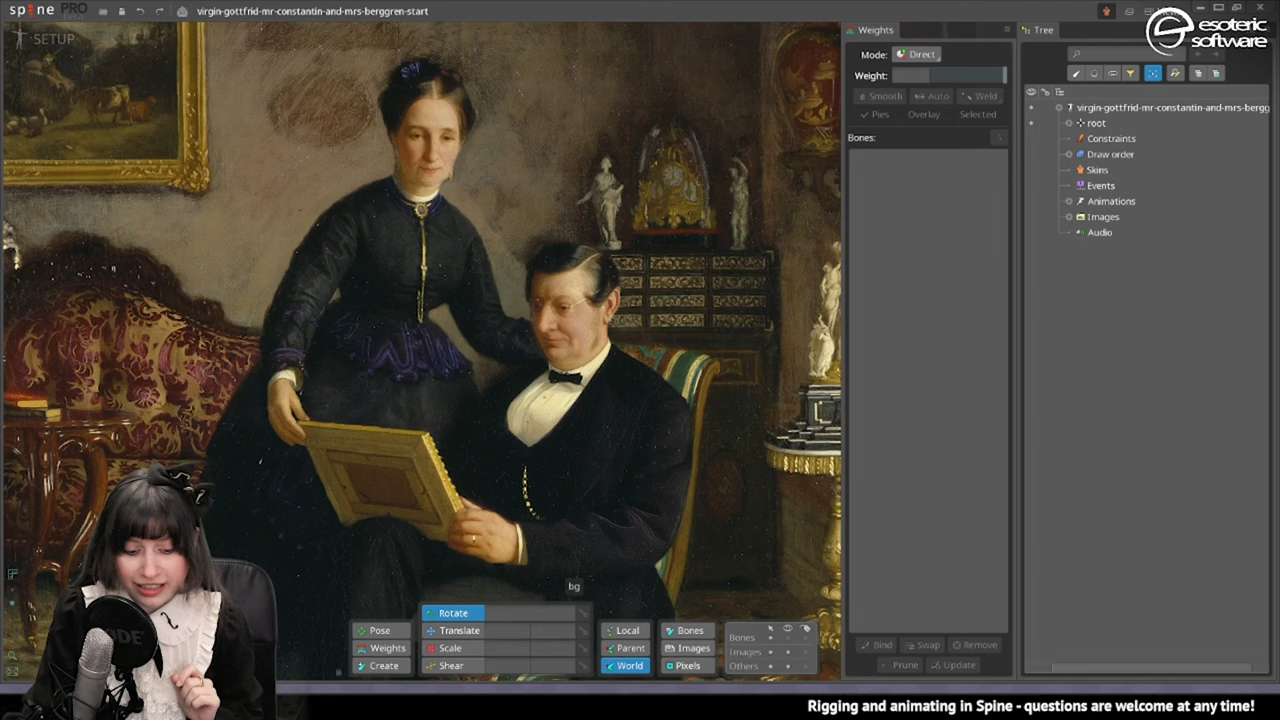 spine PRO
virgin-gottfrid-mr-constantin-and-mrs-berggren-start
SETUP
esoteric
software
Weights
Mode: Direct
Weight:
Smooth Auto Weld
Pies Overlay Selected
Bones:
Tree
virgin-gottfrid-mr-constantin-and-mrs-bergg
root
Constraints
Draw order
Skins
Events
Animations
Images
Audio
bg
Pose
Weights
Create
Rotate
Translate
Scale
Shear
Local
Parent
World
Bones
Images
Pixels
Bones
Images
Others
Bind Swap Remove
Prune Update
Rigging and animating in Spine - questions are welcome at any time!